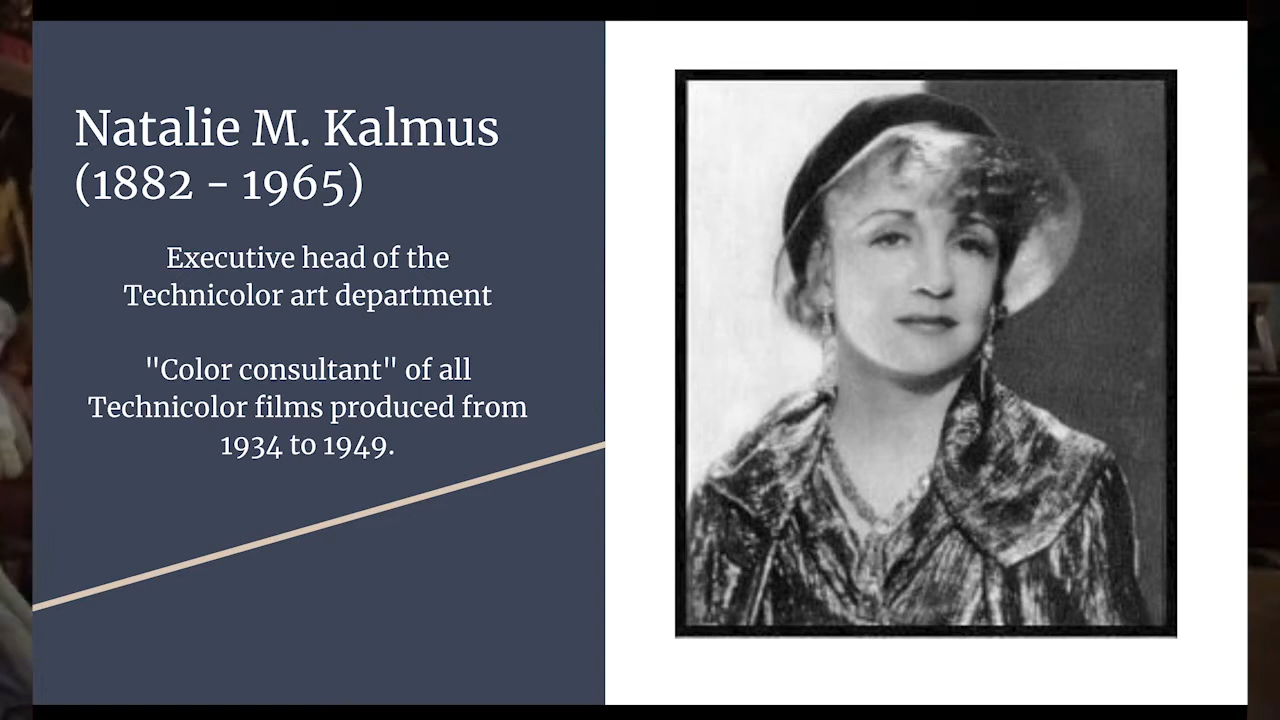 Natalie M. Kalmus
(1882 - 1965)
Executive head of the
Technicolor art department
"Color consultant" of all
Technicolor films produced from
1934 to 1949.